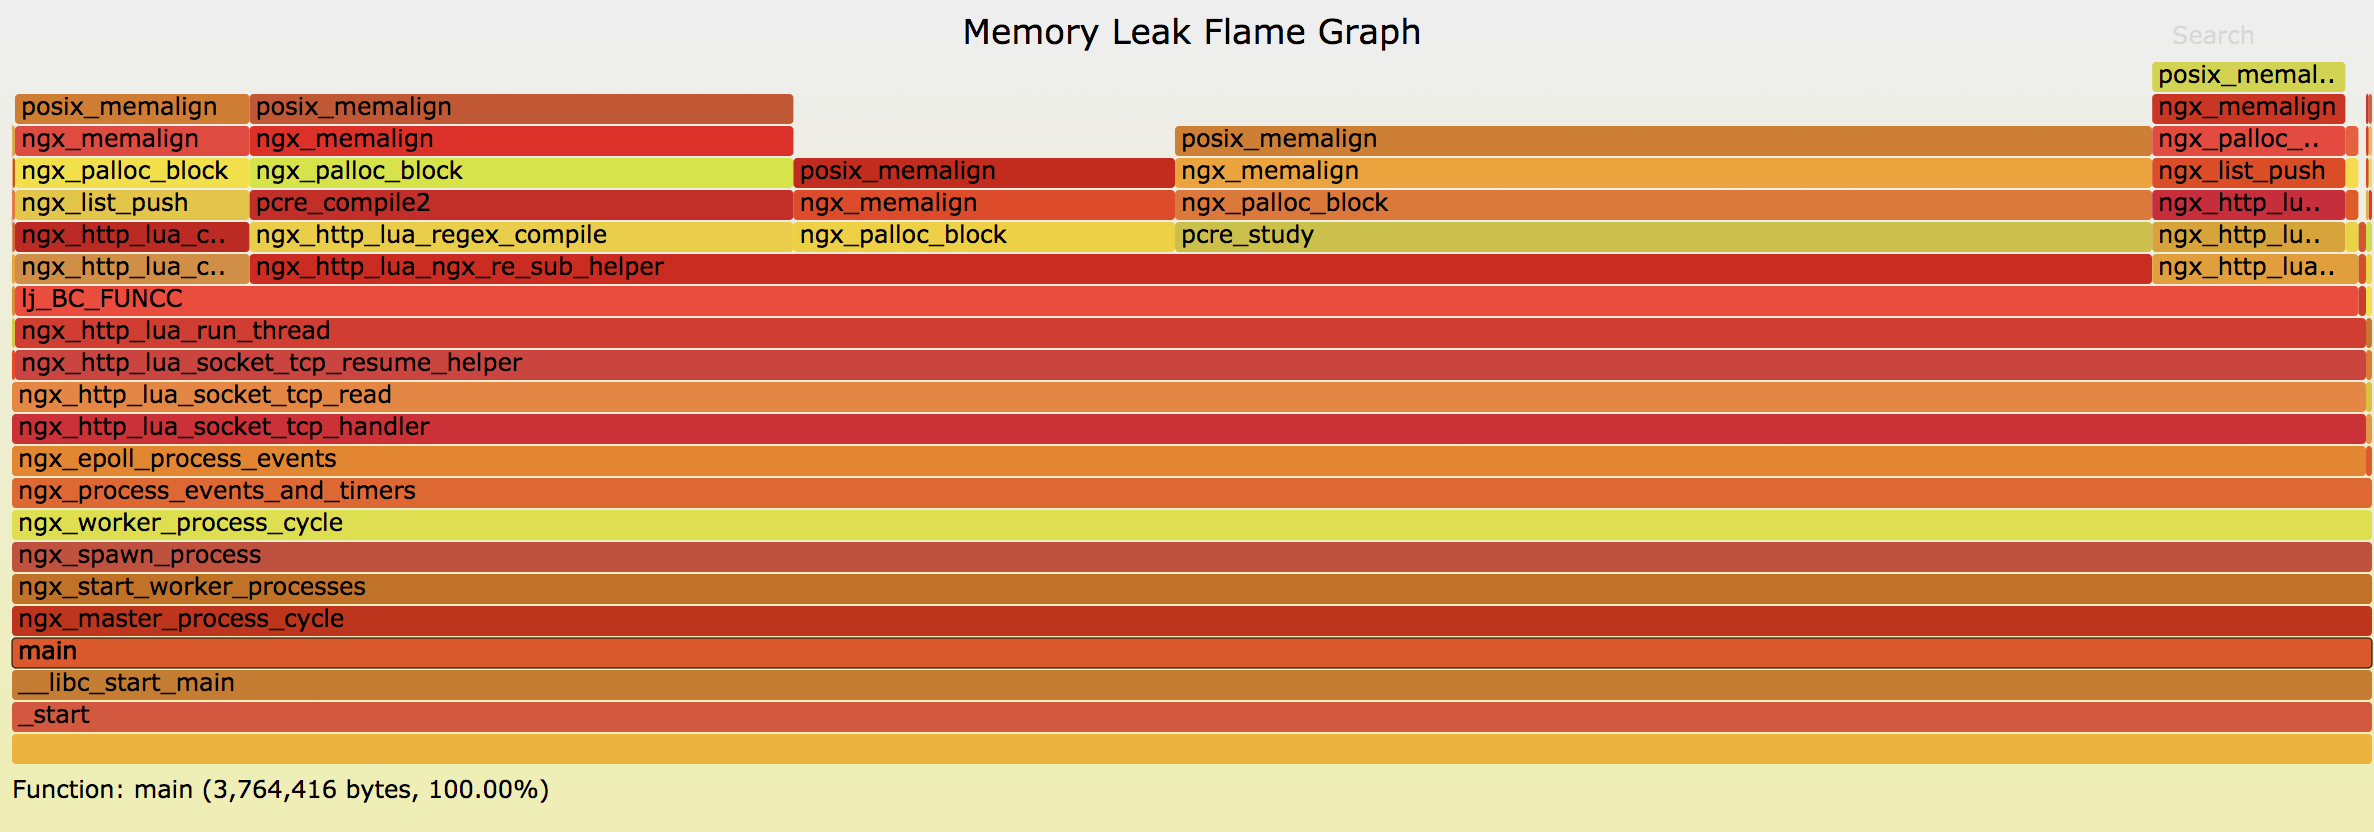 Memory Leak Flame Graph
Search
posix_memal..
posix_memalign posix_memalign ngx_memalign
ngx_memalign ngx_memalign posix_memalign ngx_palloc_..
ngx_palloc_block ngx_palloc_block posix_memalign ngx_memalign ngx_list_push
ngx_list_push pcre_compile2 ngx_memalign ngx_palloc_block ngx_http_lu..
ngx_http_lua_c.. ngx_http_lua_regex_compile ngx_palloc_block pcre_study ngx_http_lu..
ngx_http_lua_c.. ngx_http_lua_ngx_re_sub_helper ngx_http_lua..
lj_BC_FUNCC
ngx_http_lua_run_thread
ngx_http_lua_socket_tcp_resume_helper
ngx_http_lua_socket_tcp_read
ngx_http_lua_socket_tcp_handler
ngx_epoll_process_events
ngx_process_events_and_timers
ngx_worker_process_cycle
ngx_spawn_process
ngx_start_worker_processes
ngx_master_process_cycle
main
__libc_start_main
_start
Function: main (3,764,416 bytes, 100.00%)